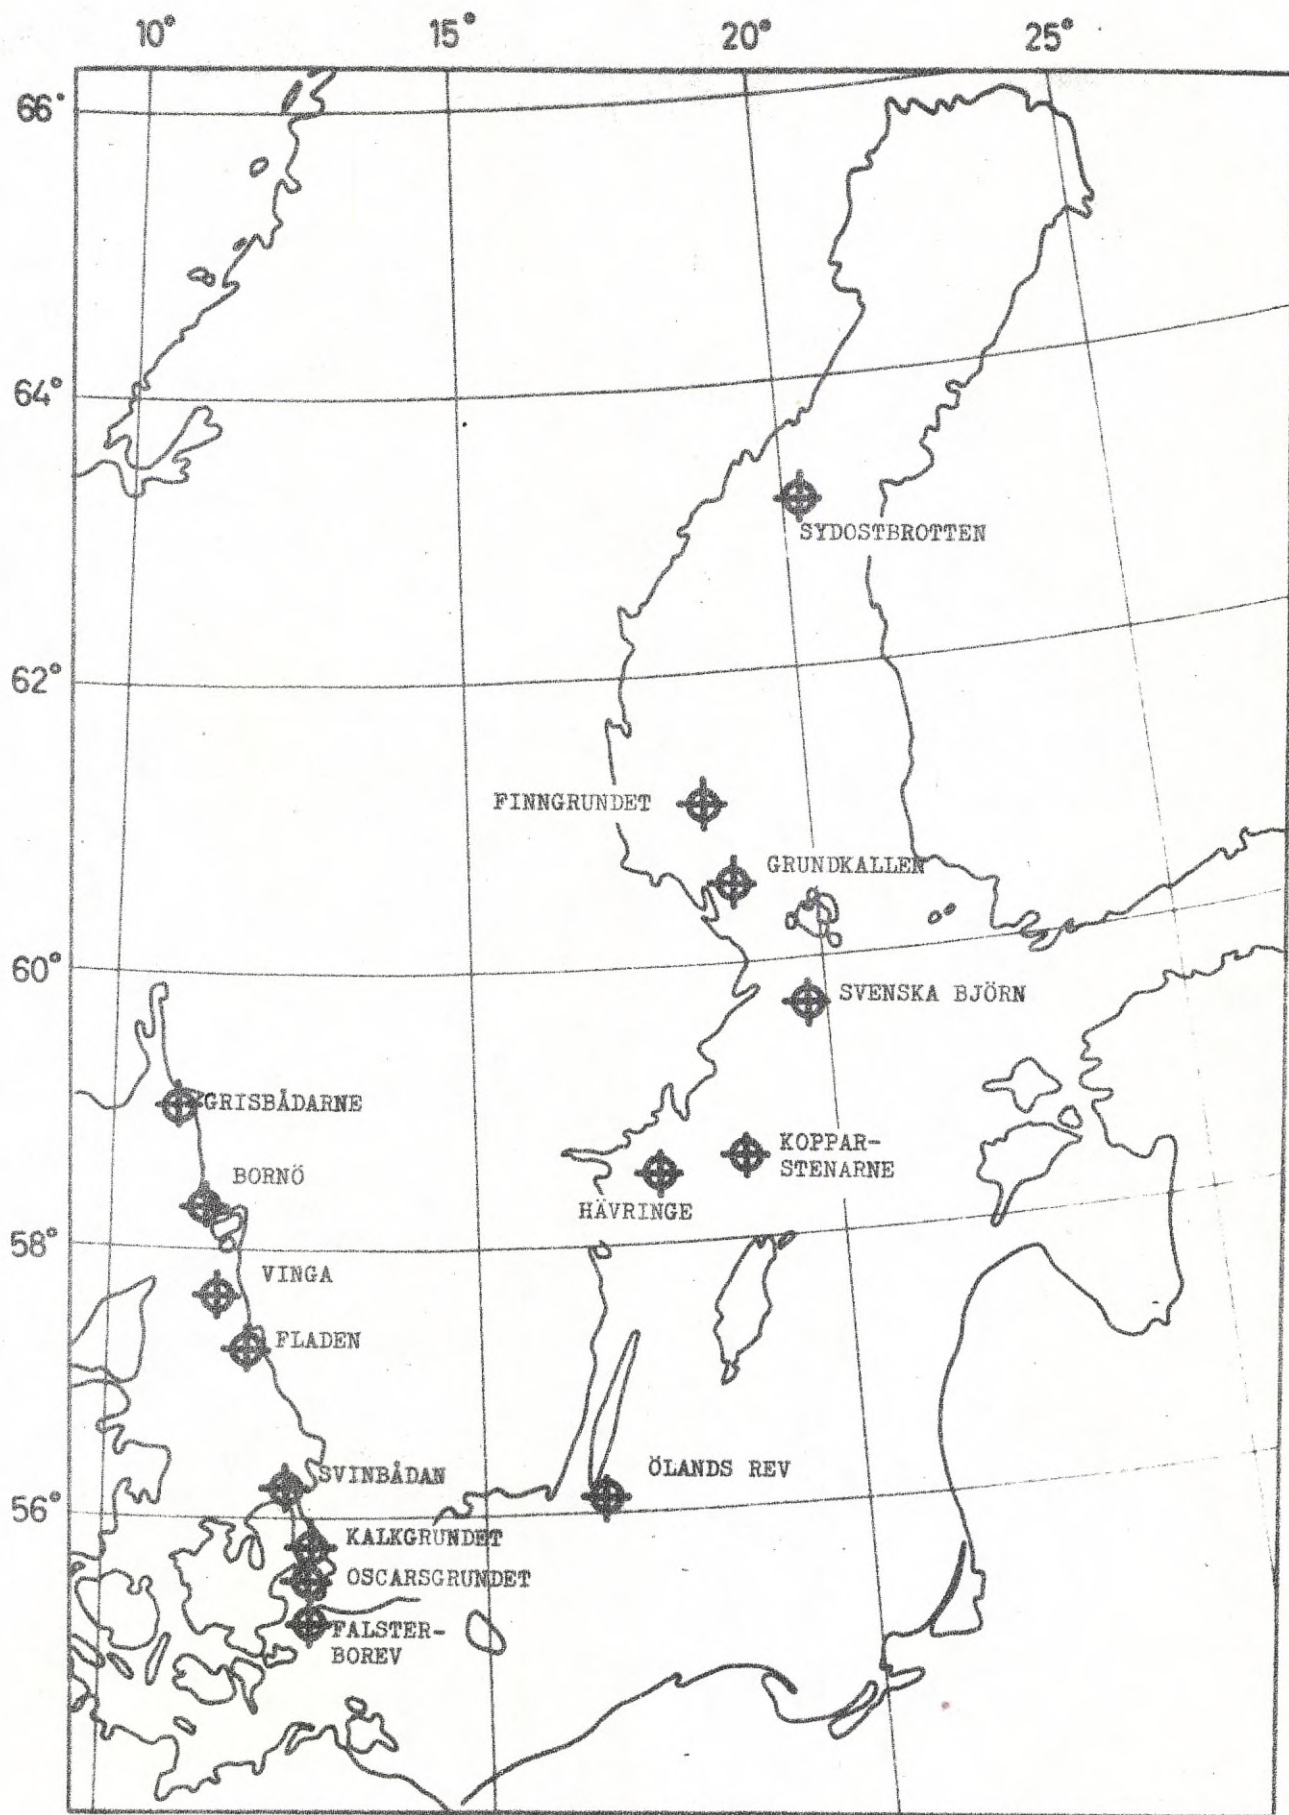 10° 15° 20° 25°
66°
64°
SYDOSTBROTTEN
62°
FINNGRUNDET
GRUNDKALLEN
60°
SVENSKA BJÖRN
GRISBÅDARNE
KOPPAR-
STENARNE
BORNÖ
HÄVRINGE
58°
VINGA
FLADEN
SVINBÅDAN
ÖLANDS REV
56°
KALKGRUNDET
OSCARSGRUNDET
FALSTER-
BOREV